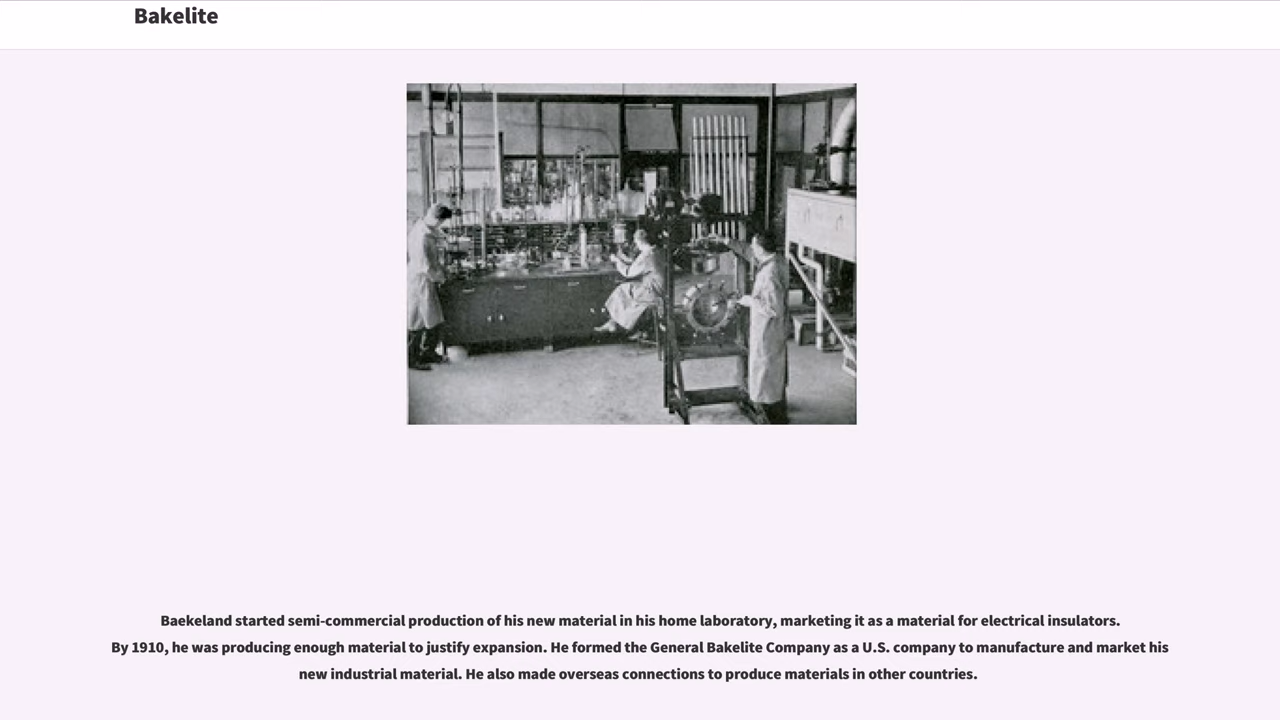 Bakelite
Baekeland started semi-commercial production of his new material in his home laboratory, marketing it as a material for electrical insulators.
By 1910, he was producing enough material to justify expansion. He formed the General Bakelite Company as a U.S. company to manufacture and market his
new industrial material. He also made overseas connections to produce materials in other countries.